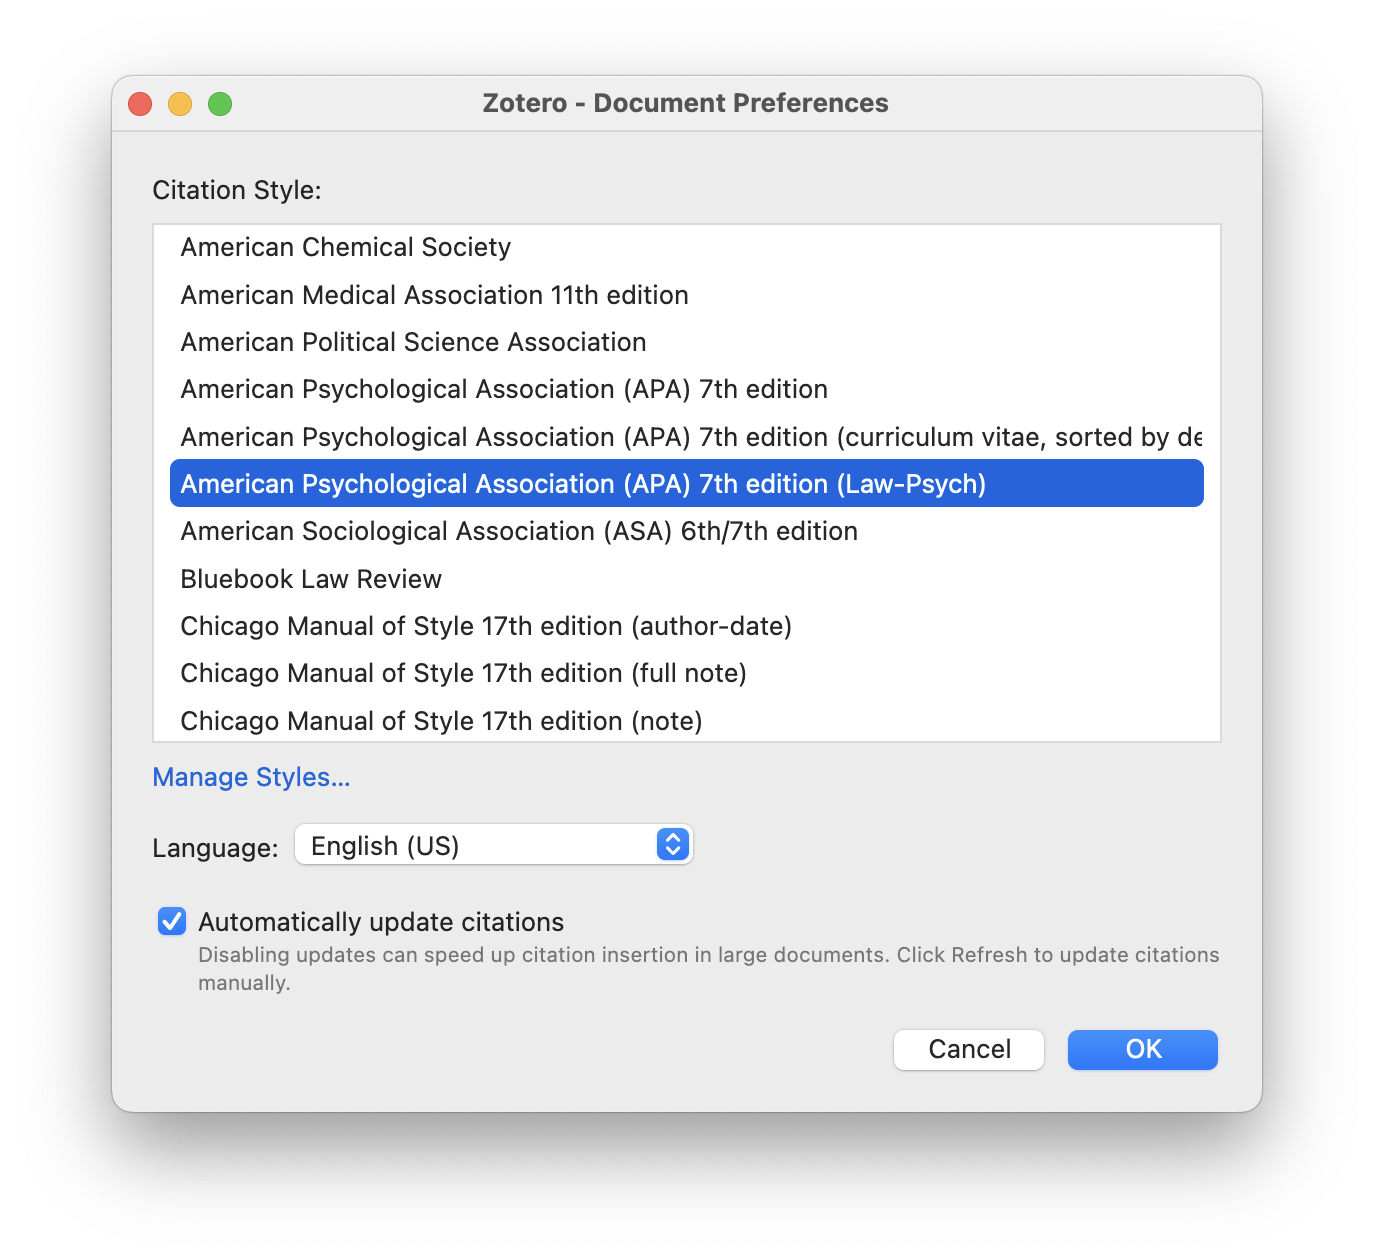 Zotero - Document Preferences
Citation Style:
American Chemical Society
American Medical Association 11th edition
American Political Science Association
American Psychological Association (APA) 7th edition
American Psychological Association (APA) 7th edition (curriculum vitae, sorted by de
American Psychological Association (APA) 7th edition (Law-Psych)
American Sociological Association (ASA) 6th/7th edition
Bluebook Law Review
Chicago Manual of Style 17th edition (author-date)
Chicago Manual of Style 17th edition (full note)
Chicago Manual of Style 17th edition (note)
Manage Styles...
Language: English (US)
Automatically update citations
Disabling updates can speed up citation insertion in large documents. Click Refresh to update citations
manually.
Cancel OK